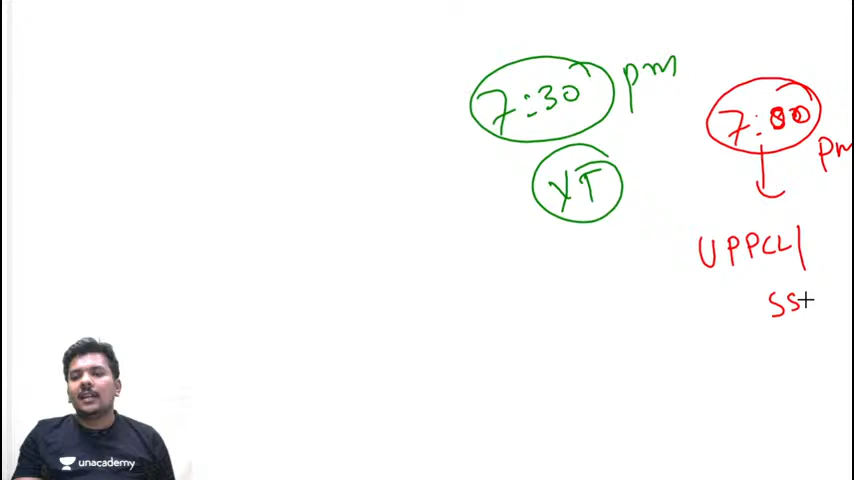 7:30 pm
YT
7:00 pm
UPPCL/
SS
unacademy